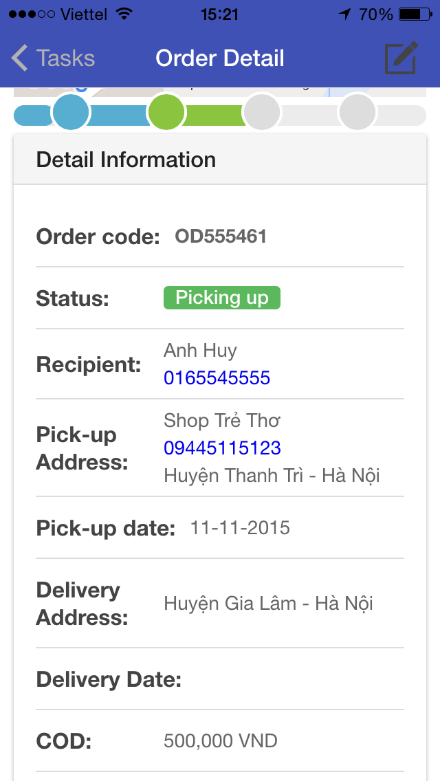 Viettel 15:21 70%
Tasks Order Detail
Detail Information
Order code: OD555461
Status: Picking up
Recipient: Anh Huy
0165545555
Pick-up Address: Shop Trẻ Thơ
09445115123
Huyện Thanh Trì - Hà Nội
Pick-up date: 11-11-2015
Delivery Address: Huyện Gia Lâm - Hà Nội
Delivery Date:
COD: 500,000 VND